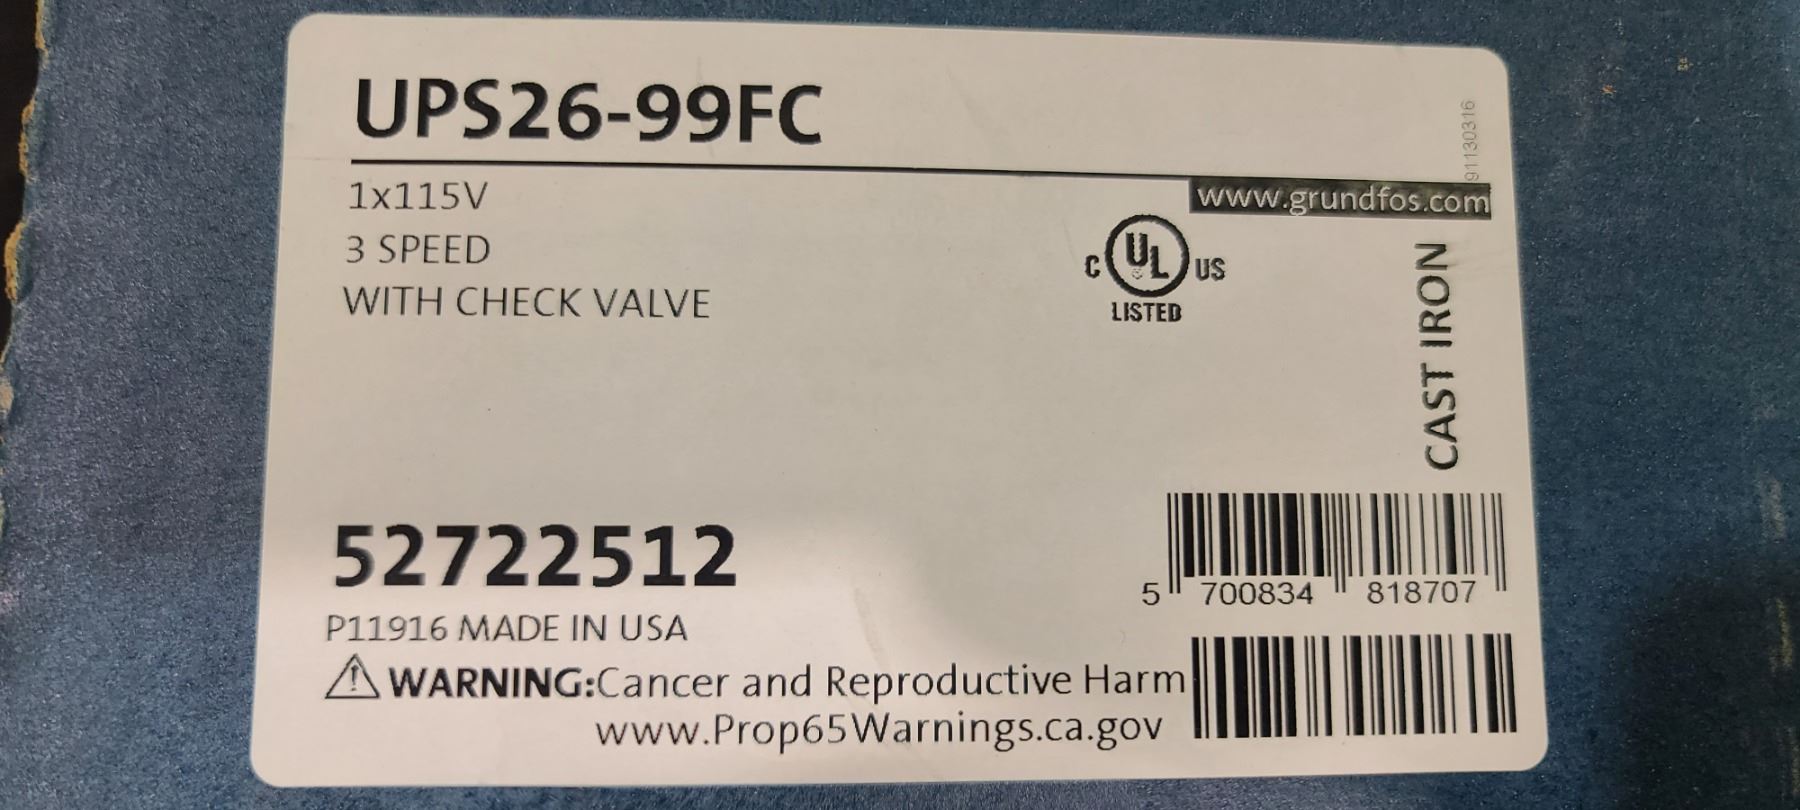 UPS26-99FC
91130316
1x115V
www.grundfos.com
3 SPEED
WITH CHECK VALVE
C UL US
LISTED
CAST IRON
52722512
5 700834 818707
P11916 MADE IN USA
WARNING:Cancer and Reproductive Harm
www.Prop65Warnings.ca.gov